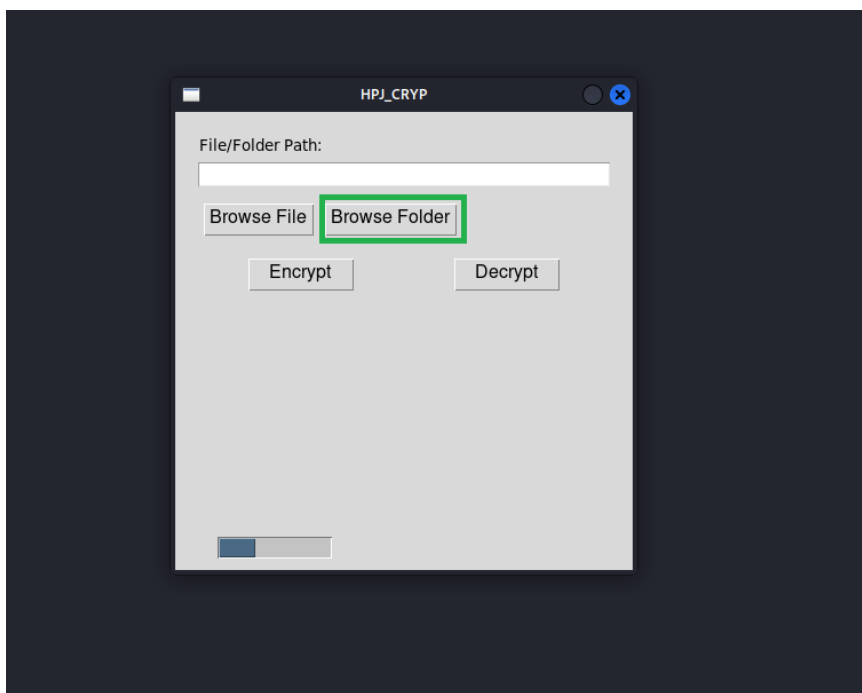 HPJ_CRYP
File/Folder Path:
Browse File Browse Folder
Encrypt Decrypt